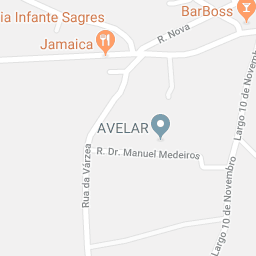 ia Infante Sagres
Jamaica
R. Nova
BarBoss
AVELAR
R. Dr. Manuel Medeiros
Rua da Várzea
Largo 10 de Novembro
Largo 10 de Novembro